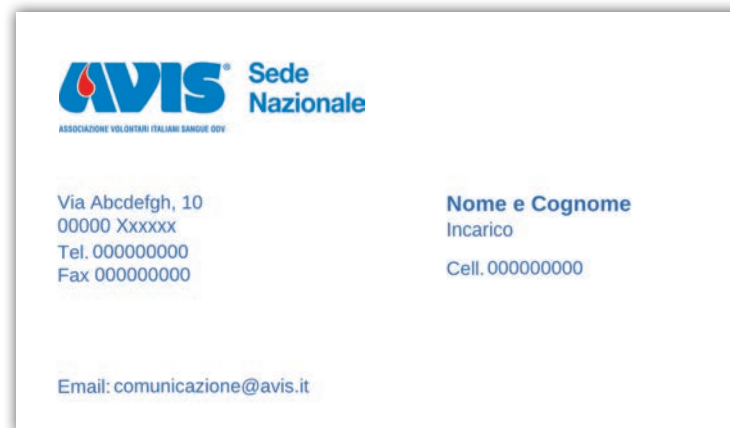 AVIS® Sede
Nazionale
ASSOCIAZIONE VOLONTARI ITALIANI SANGUE ODV
Via Abcdefgh, 10
00000 Xxxxxx
Tel. 000000000
Fax 000000000
Nome e Cognome
Incarico
Cell. 000000000
Email: comunicazione@avis.it